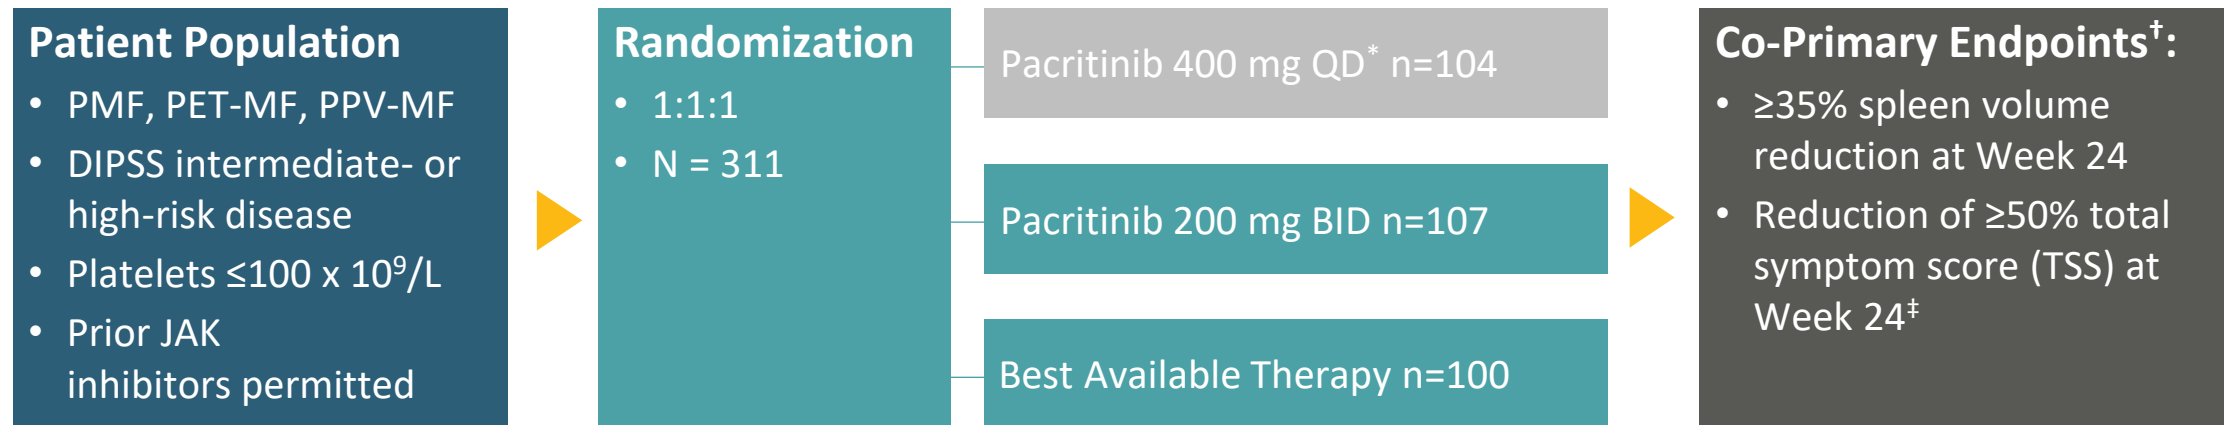 Patient Population
• PMF, PET-MF, PPV-MF
• DIPSS intermediate- or
high-risk disease
• Platelets ≤100 x 10⁹/L
• Prior JAK
inhibitors permitted
Randomization
• 1:1:1
• N = 311
Pacritinib 400 mg QD* n=104
Pacritinib 200 mg BID n=107
Best Available Therapy n=100
Co-Primary Endpoints†:
• ≥35% spleen volume
reduction at Week 24
• Reduction of ≥50% total
symptom score (TSS) at
Week 24‡